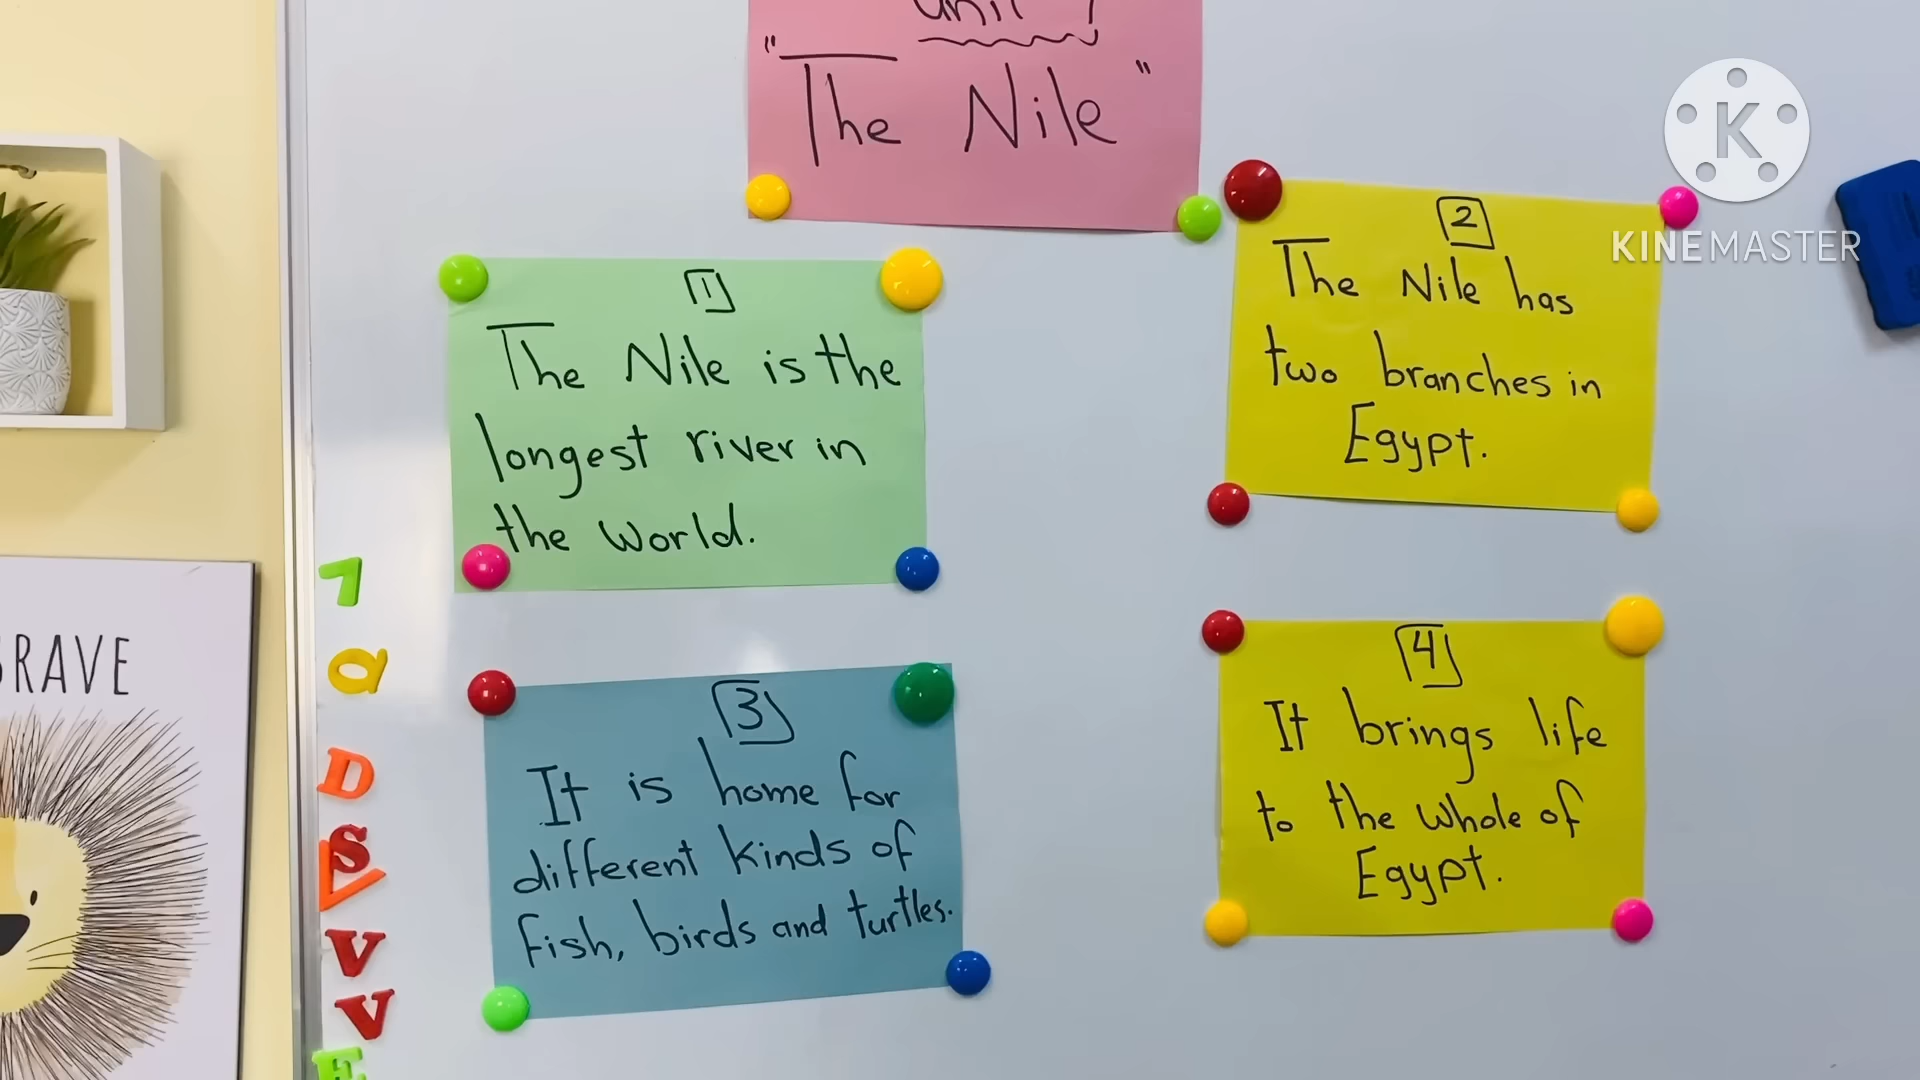 "The Nile"
1
The Nile is the
longest river in
the world.
2
The Nile has
two branches in
Egypt.
3
It is home for
different kinds of
fish, birds and turtles.
4
It brings life
to the whole of
Egypt.
KINEMASTER
K
BRAVE
7
a
D
S
V
V
E